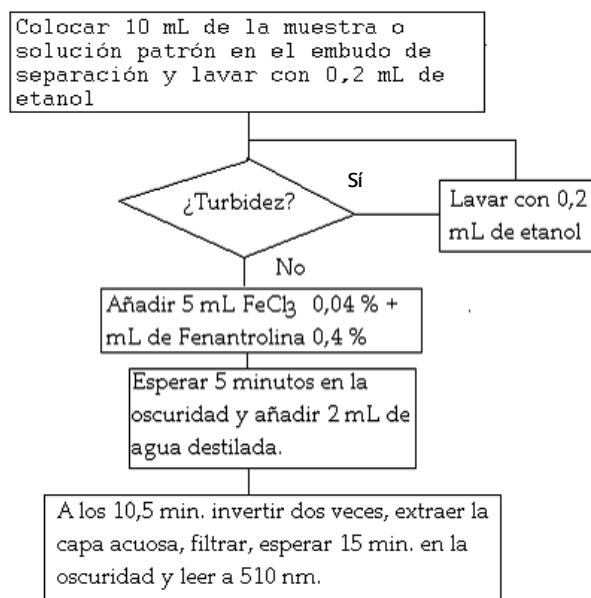 Colocar 10 mL de la muestra o
solución patrón en el embudo de
separación y lavar con 0,2 mL de
etanol
¿Turbidez?
Sí
Lavar con 0,2
mL de etanol
No
Añadir 5 mL FeCl3 0,04 % +
mL de Fenantrolina 0,4 %
Esperar 5 minutos en la
oscuridad y añadir 2 mL de
agua destilada.
A los 10,5 min. invertir dos veces, extraer la
capa acuosa, filtrar, esperar 15 min. en la
oscuridad y leer a 510 nm.